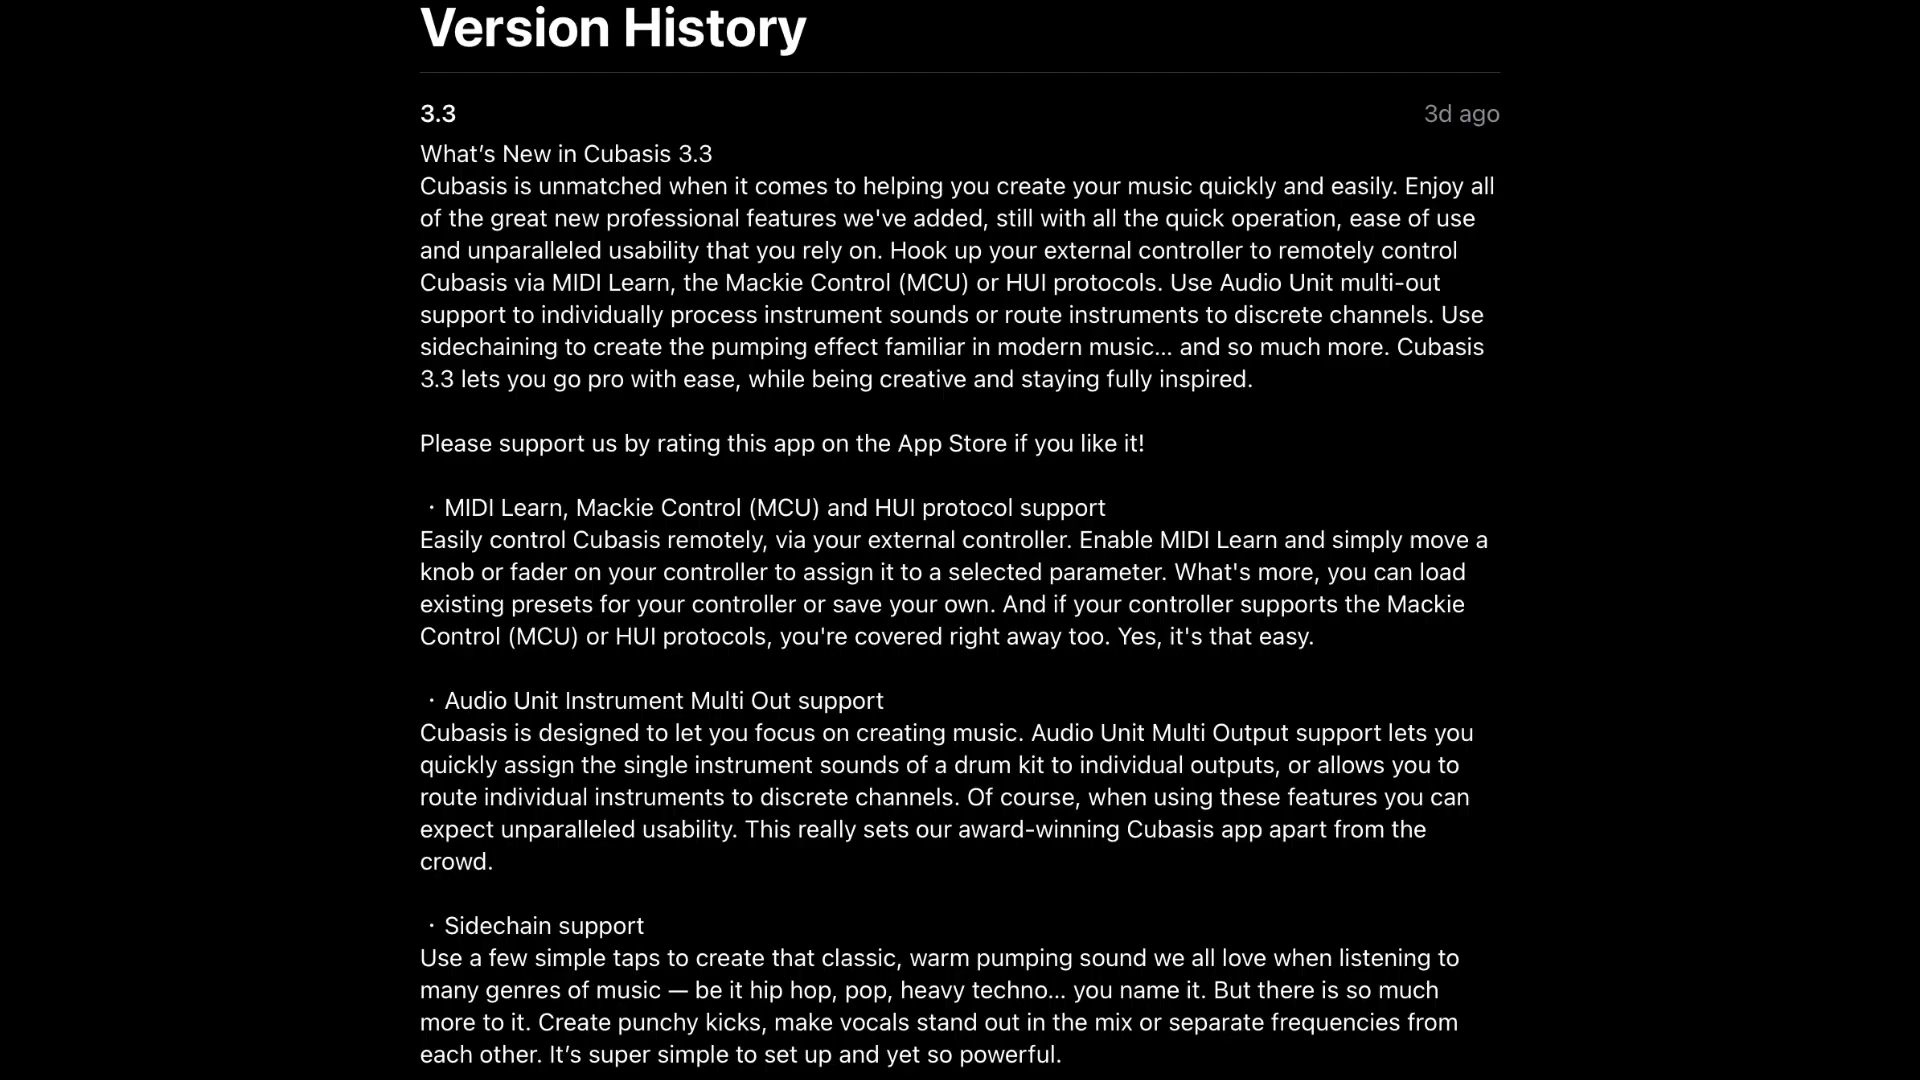 Version History
3.3
3d ago
What’s New in Cubasis 3.3
Cubasis is unmatched when it comes to helping you create your music quickly and easily. Enjoy all
of the great new professional features we've added, still with all the quick operation, ease of use
and unparalleled usability that you rely on. Hook up your external controller to remotely control
Cubasis via MIDI Learn, the Mackie Control (MCU) or HUI protocols. Use Audio Unit multi-out
support to individually process instrument sounds or route instruments to discrete channels. Use
sidechaining to create the pumping effect familiar in modern music... and so much more. Cubasis
3.3 lets you go pro with ease, while being creative and staying fully inspired.
Please support us by rating this app on the App Store if you like it!
· MIDI Learn, Mackie Control (MCU) and HUI protocol support
Easily control Cubasis remotely, via your external controller. Enable MIDI Learn and simply move a
knob or fader on your controller to assign it to a selected parameter. What's more, you can load
existing presets for your controller or save your own. And if your controller supports the Mackie
Control (MCU) or HUI protocols, you're covered right away too. Yes, it's that easy.
· Audio Unit Instrument Multi Out support
Cubasis is designed to let you focus on creating music. Audio Unit Multi Output support lets you
quickly assign the single instrument sounds of a drum kit to individual outputs, or allows you to
route individual instruments to discrete channels. Of course, when using these features you can
expect unparalleled usability. This really sets our award-winning Cubasis app apart from the
crowd.
· Sidechain support
Use a few simple taps to create that classic, warm pumping sound we all love when listening to
many genres of music — be it hip hop, pop, heavy techno... you name it. But there is so much
more to it. Create punchy kicks, make vocals stand out in the mix or separate frequencies from
each other. It’s super simple to set up and yet so powerful.